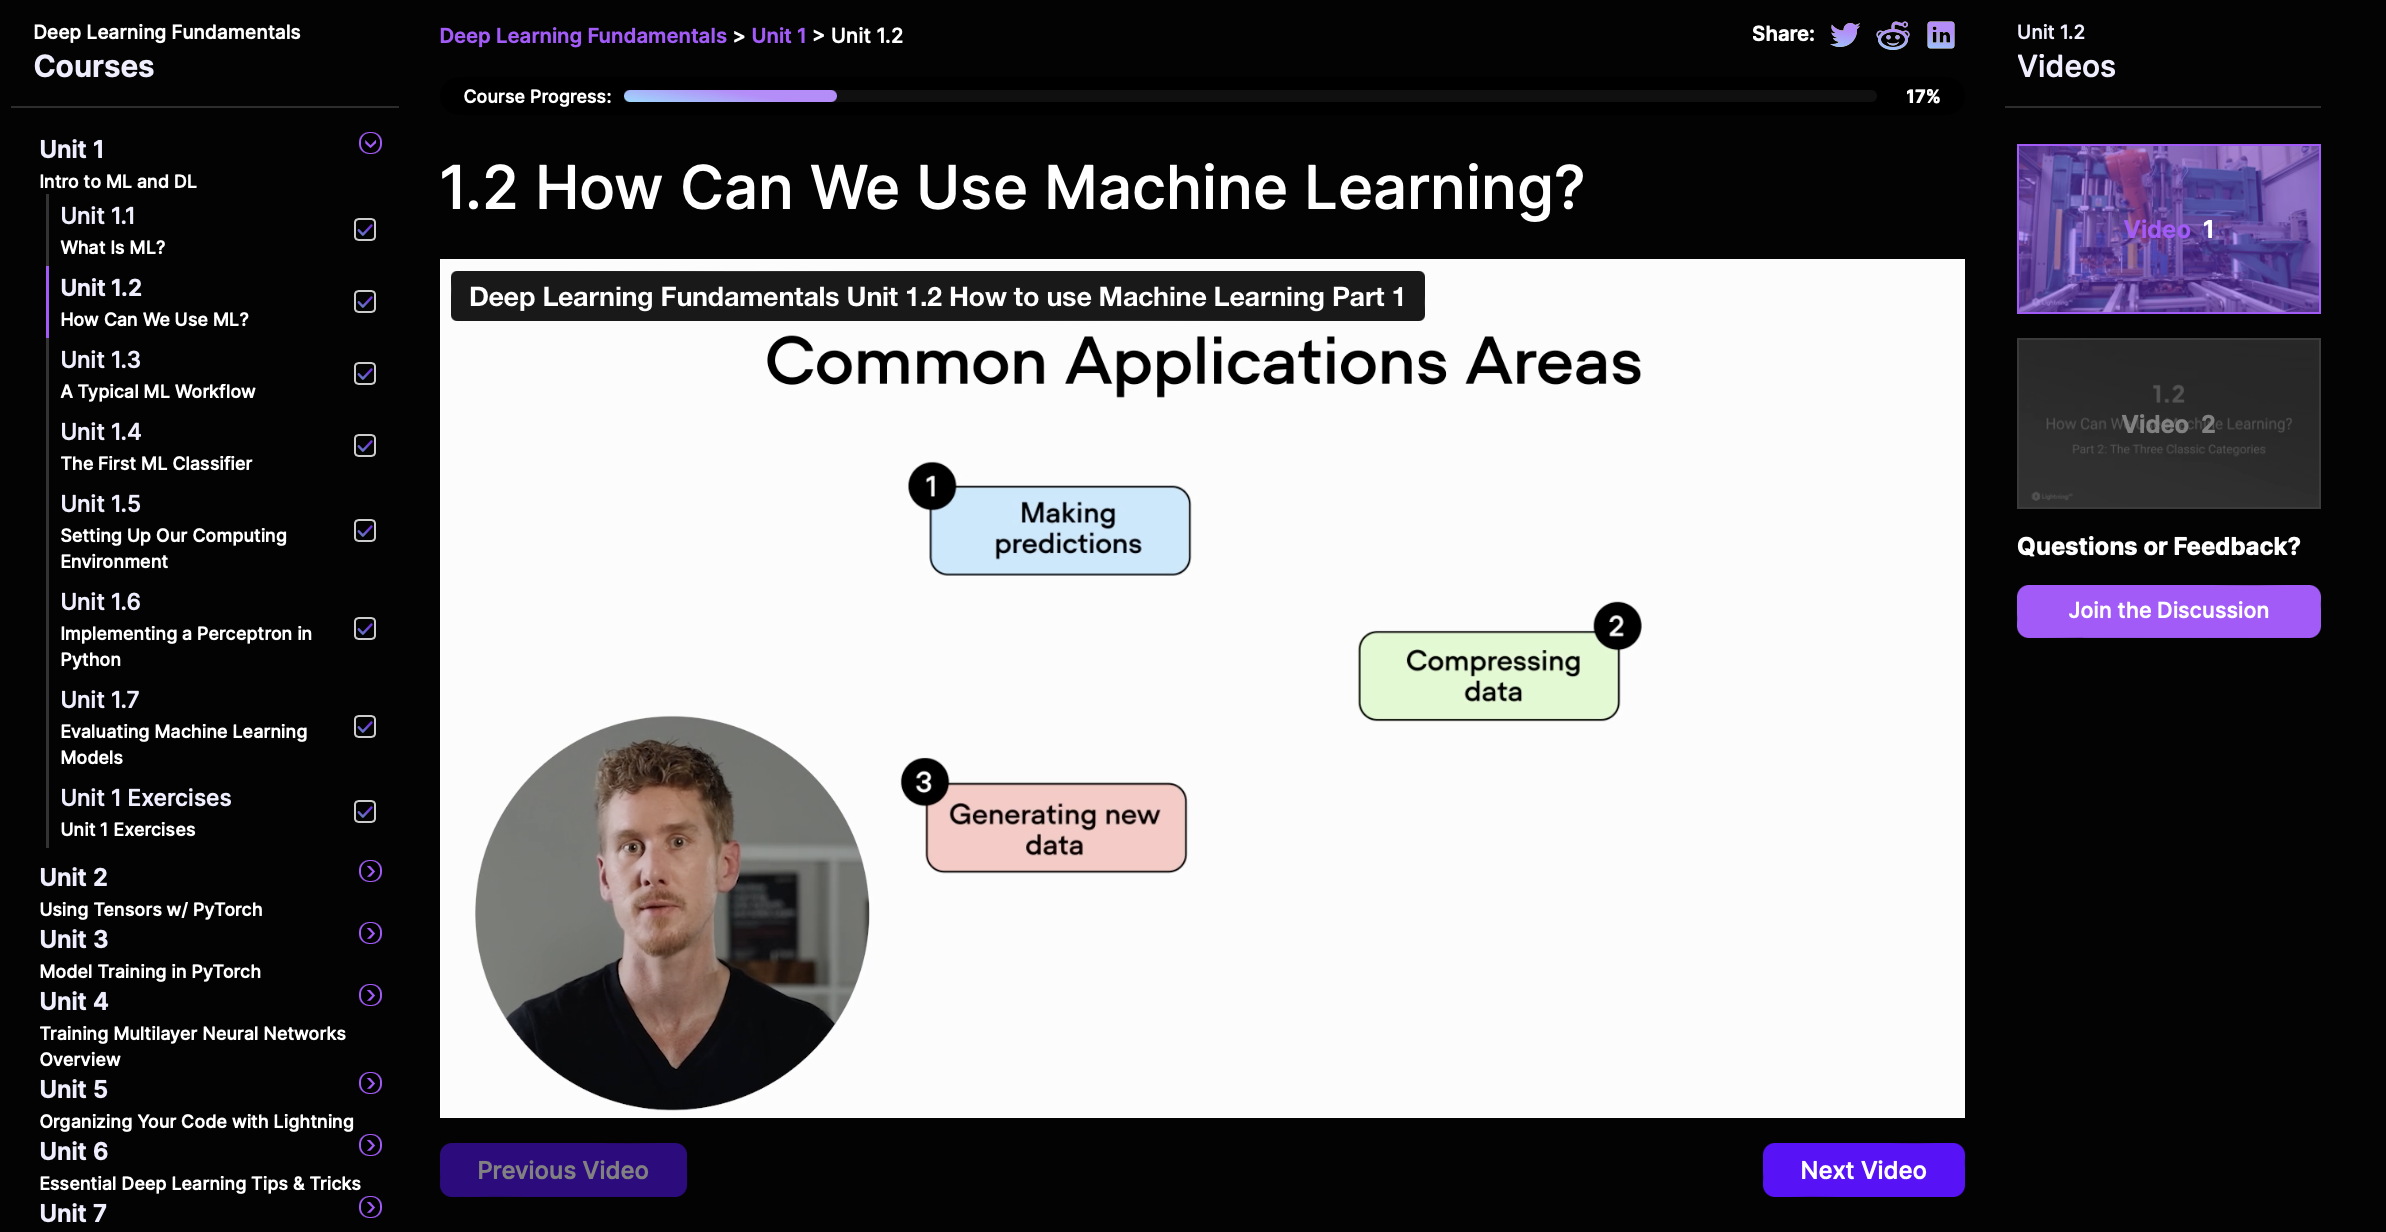 Deep Learning Fundamentals
Courses
Unit 1
Intro to ML and DL
Unit 1.1
What Is ML?
Unit 1.2
How Can We Use ML?
Unit 1.3
A Typical ML Workflow
Unit 1.4
The First ML Classifier
Unit 1.5
Setting Up Our Computing
Environment
Unit 1.6
Implementing a Perceptron in
Python
Unit 1.7
Evaluating Machine Learning
Models
Unit 1 Exercises
Unit 1 Exercises
Unit 2
Using Tensors w/ PyTorch
Unit 3
Model Training in PyTorch
Unit 4
Training Multilayer Neural Networks
Overview
Unit 5
Organizing Your Code with Lightning
Unit 6
Essential Deep Learning Tips & Tricks
Unit 7
Deep Learning Fundamentals > Unit 1 > Unit 1.2
Share:
Course Progress:
17%
1.2 How Can We Use Machine Learning?
Deep Learning Fundamentals Unit 1.2 How to use Machine Learning Part 1
Common Applications Areas
1
Making
predictions
2
Compressing
data
3
Generating new
data
Previous Video
Next Video
Unit 1.2
Videos
Video 1
1.2
Video 2
Part 2: The Three Classic Categories
Lightning
Questions or Feedback?
Join the Discussion